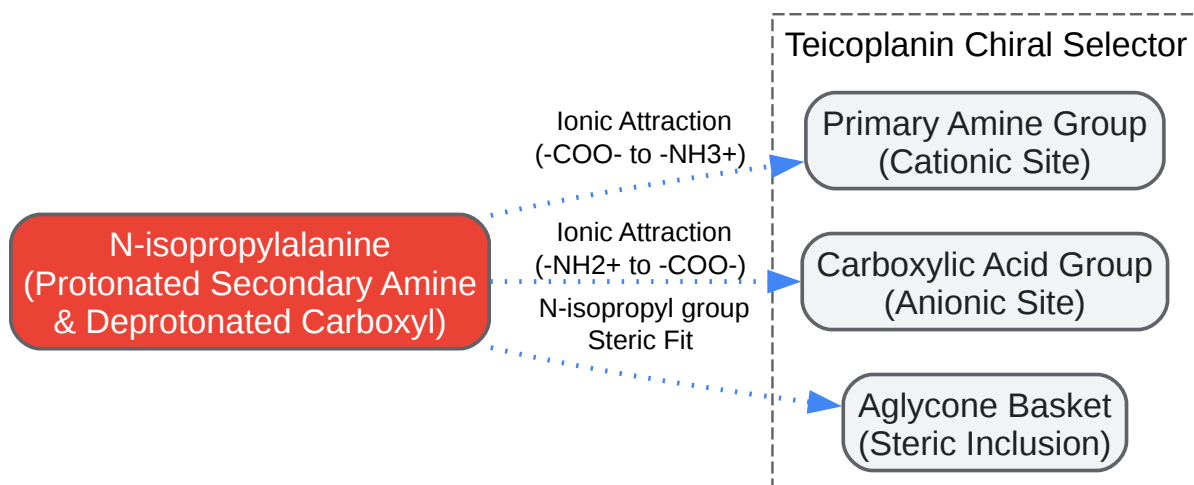 Teicoplanin Chiral Selector
Ionic Attraction
(-COO- to -NH3+)
Primary Amine Group
(Cationic Site)
N-isopropylalanine
(Protonated Secondary Amine
& Deprotonated Carboxyl)
Ionic Attraction
(-NH2+ to -COO-)
Carboxylic Acid Group
(Anionic Site)
N-isopropyl group
Steric Fit
Aglycone Basket
(Steric Inclusion)